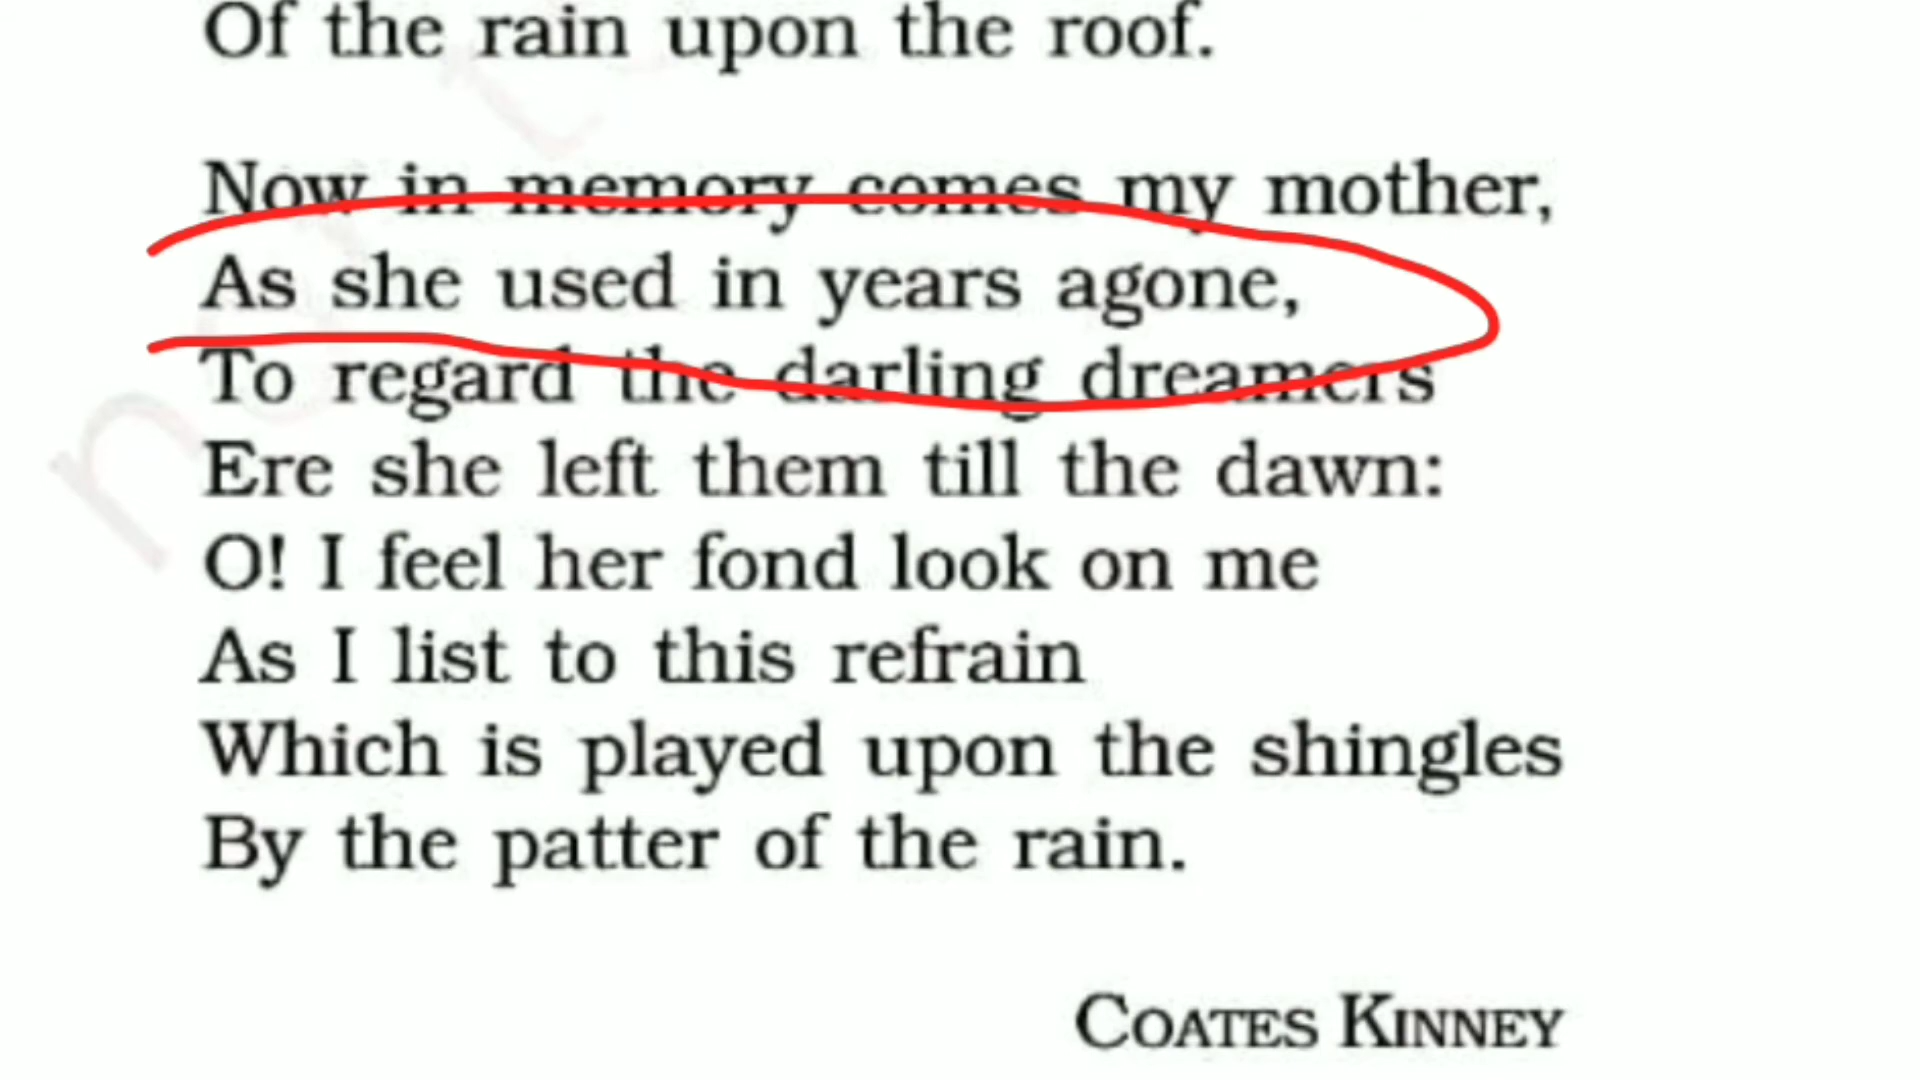 Of the rain upon the roof.
Now in memory comes my mother,
As she used in years agone,
To regard the darling dreamers
Ere she left them till the dawn:
O! I feel her fond look on me
As I list to this refrain
Which is played upon the shingles
By the patter of the rain.
COATES KINNEY